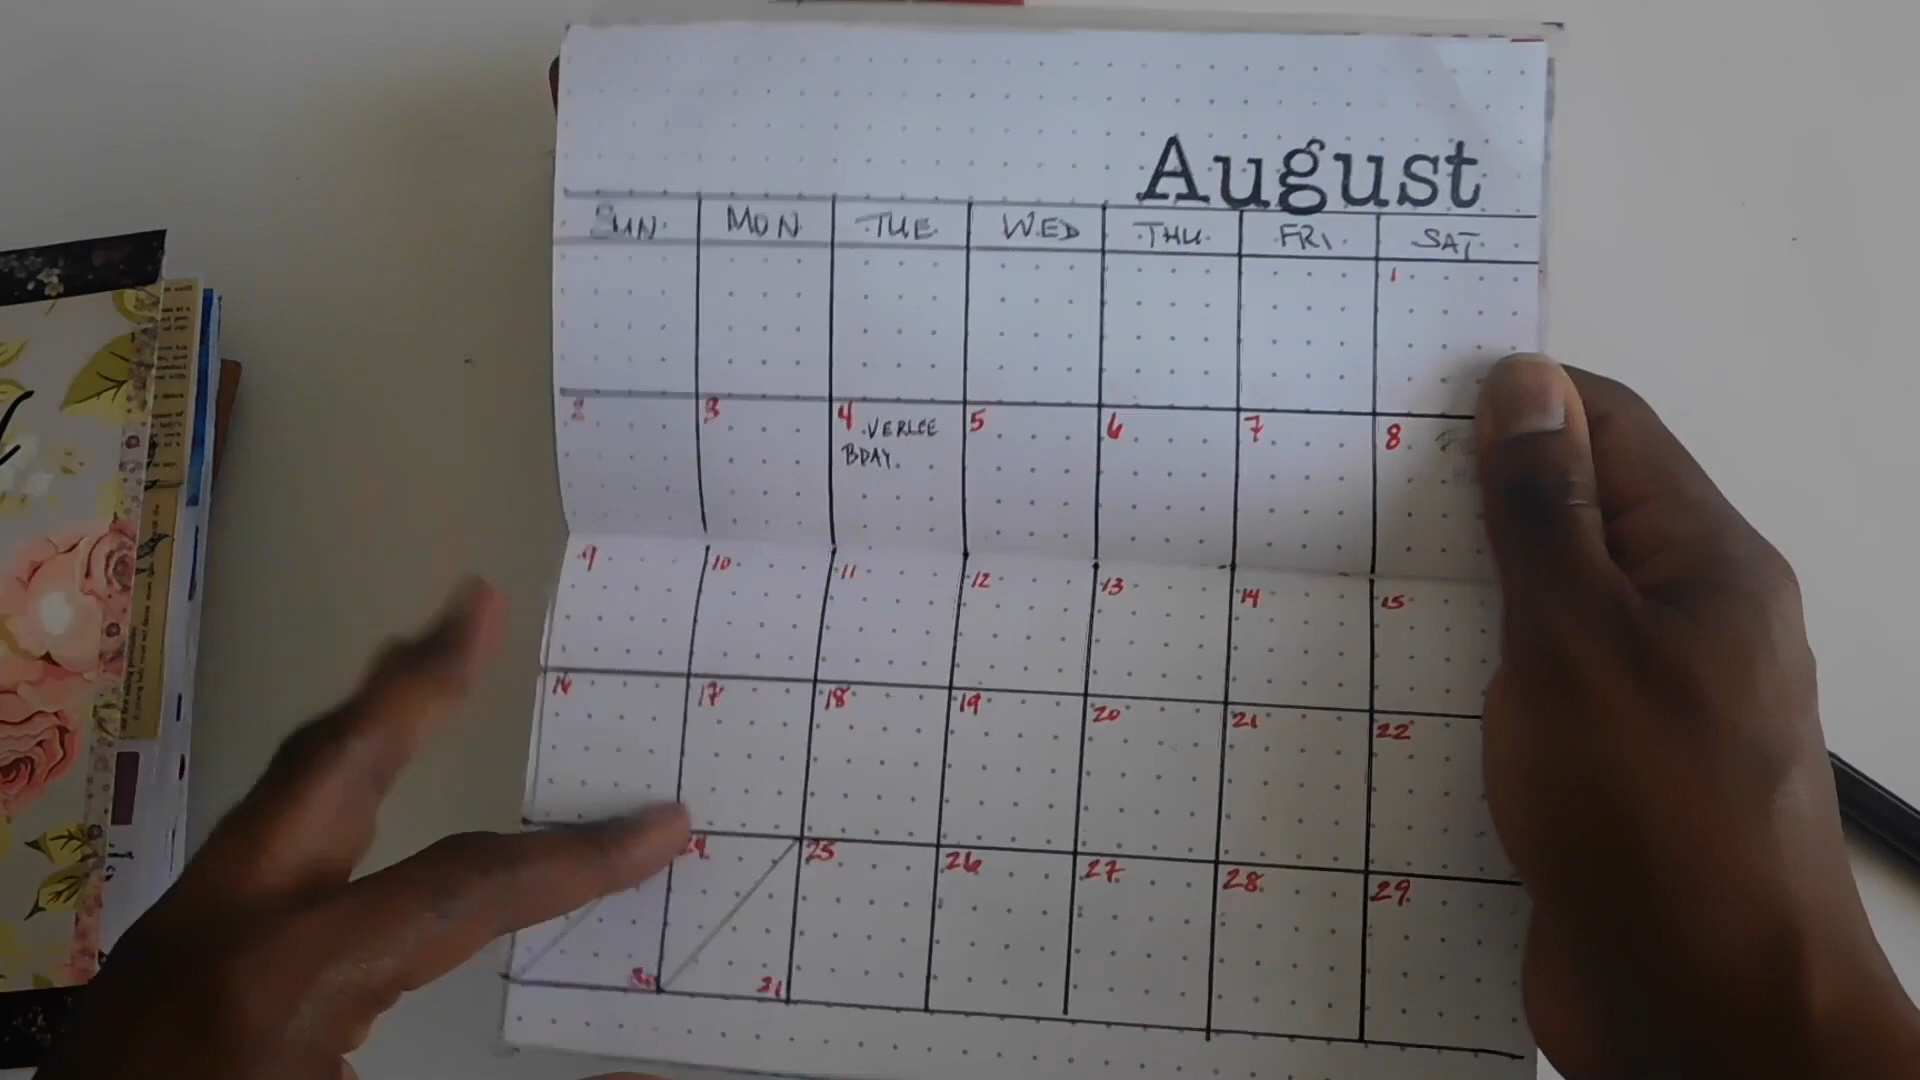 August
SUN. MON. TUE. WED THU. FRI. SAT.
1
2 3 4 VERLEE 5 6 7 8
BDAY.
9 10 11 12 13 14 15
16 17 18 19 20 21 22
24 25 26 27 28 29
30 31